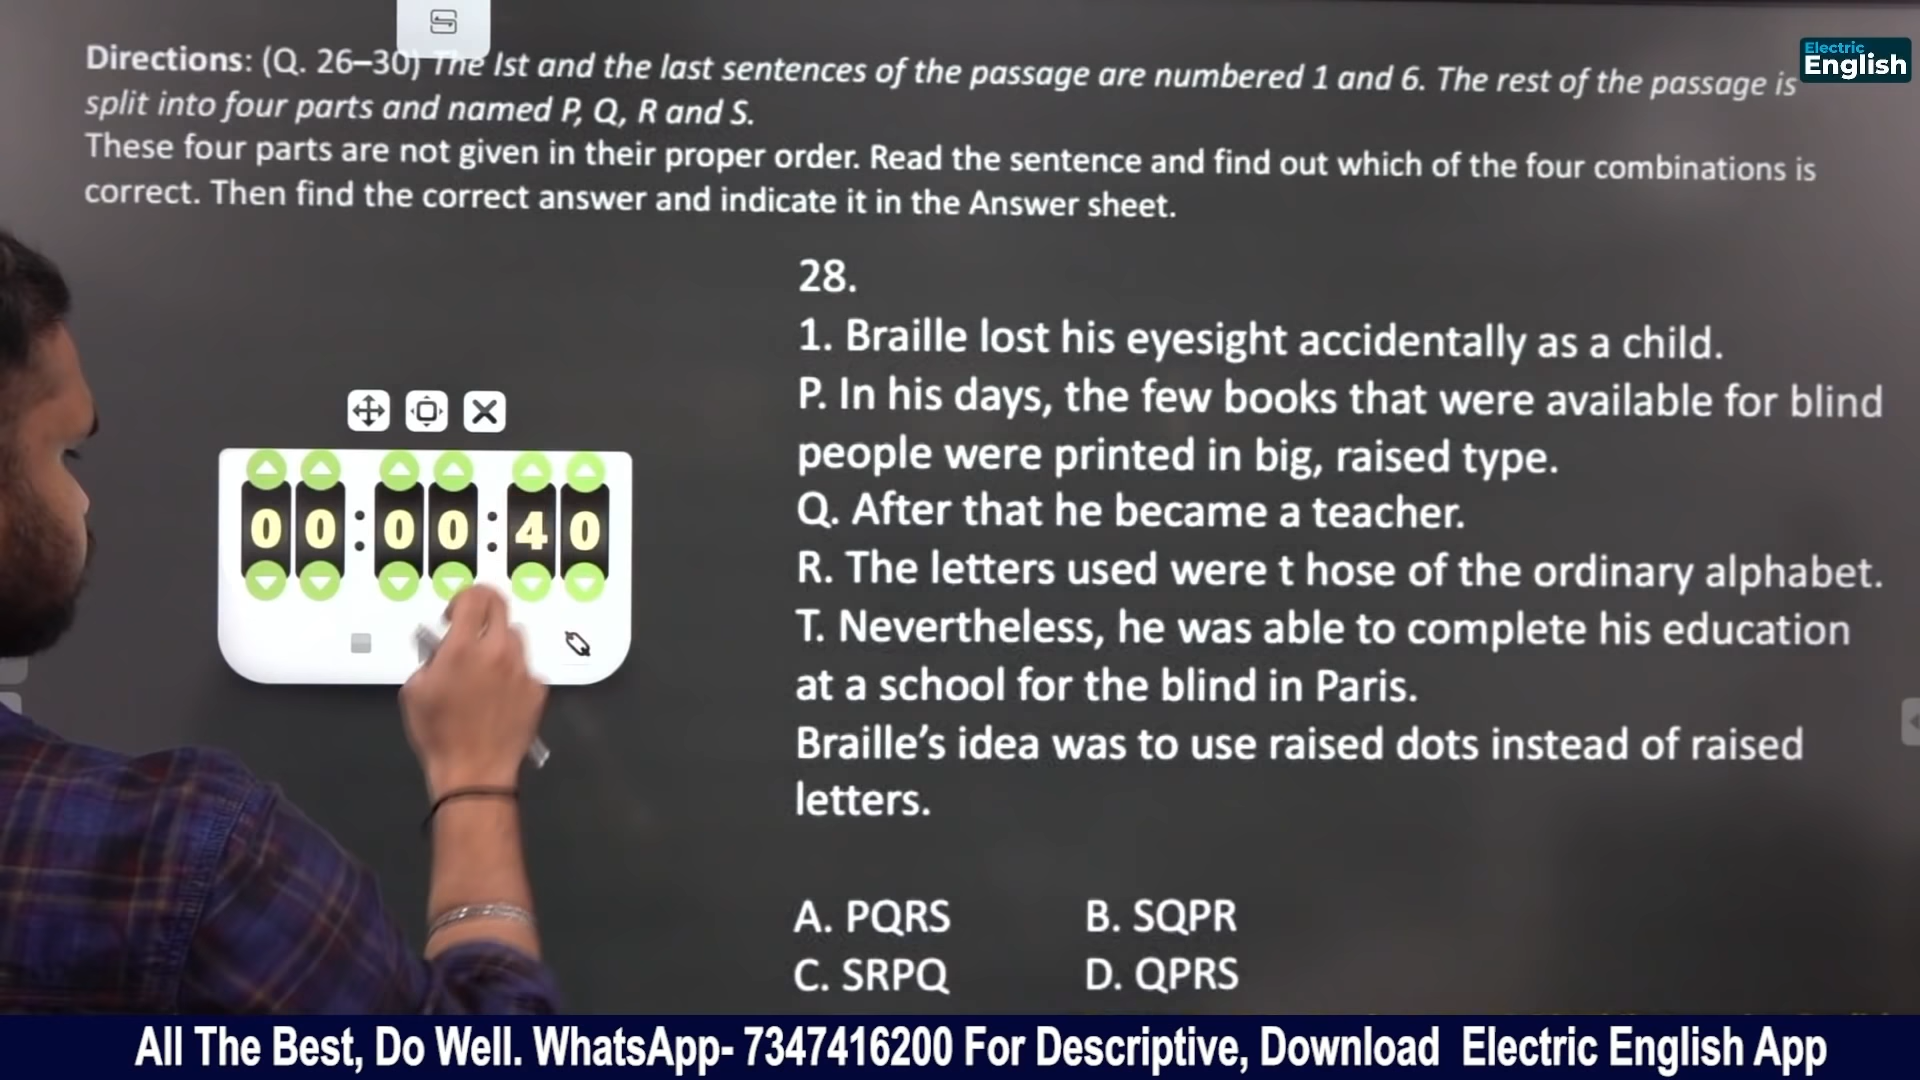 Electric
English
Directions: (Q. 26–30) The Ist and the last sentences of the passage are numbered 1 and 6. The rest of the passage is
split into four parts and named P, Q, R and S.
These four parts are not given in their proper order. Read the sentence and find out which of the four combinations is
correct. Then find the correct answer and indicate it in the Answer sheet.
28.
1. Braille lost his eyesight accidentally as a child.
P. In his days, the few books that were available for blind
people were printed in big, raised type.
Q. After that he became a teacher.
R. The letters used were t hose of the ordinary alphabet.
T. Nevertheless, he was able to complete his education
at a school for the blind in Paris.
Braille's idea was to use raised dots instead of raised
letters.
00:00:40
A. PQRS B. SQPR
C. SRPQ D. QPRS
All The Best, Do Well. WhatsApp- 7347416200 For Descriptive, Download Electric English App